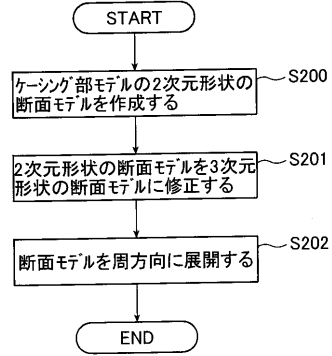 START
ケーシング部モデルの2次元形状の
断面モデルを作成する
S200
2次元形状の断面モデルを3次元
形状の断面モデルに修正する
S201
断面モデルを周方向に展開する
S202
END